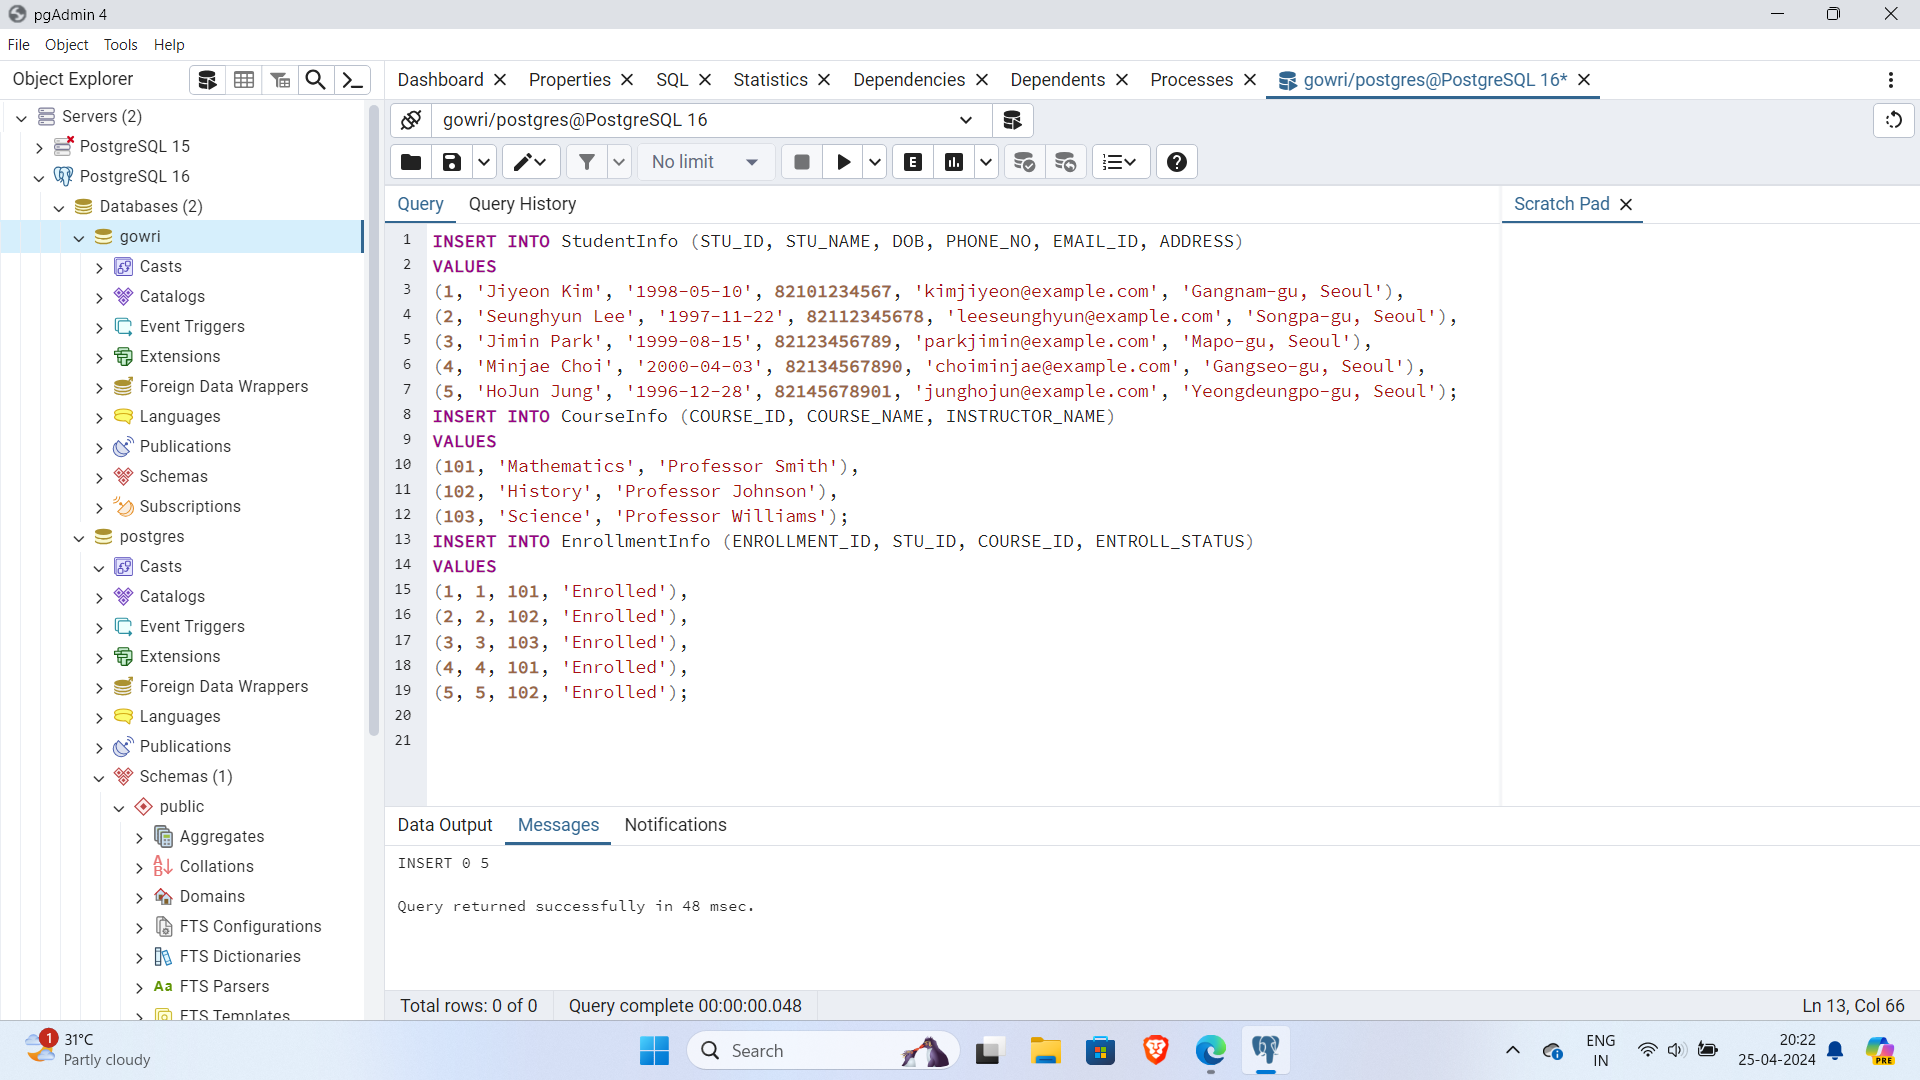 pgAdmin 4
File Object Tools Help
Object Explorer
Dashboard Properties SQL Statistics Dependencies Dependents Processes gowri/postgres@PostgreSQL 16*
Servers (2)
PostgreSQL 15
PostgreSQL 16
Databases (2)
gowri
Casts
Catalogs
Event Triggers
Extensions
Foreign Data Wrappers
Languages
Publications
Schemas
Subscriptions
postgres
Casts
Catalogs
Event Triggers
Extensions
Foreign Data Wrappers
Languages
Publications
Schemas (1)
public
Aggregates
Collations
Domains
FTS Configurations
FTS Dictionaries
Aa FTS Parsers
FTS Templates
gowri/postgres@PostgreSQL 16
No limit
E
Query Query History
Scratch Pad
1 INSERT INTO StudentInfo (STU_ID, STU_NAME, DOB, PHONE_NO, EMAIL_ID, ADDRESS)
2 VALUES
3 (1, 'Jiyeon Kim', '1998-05-10', 82101234567, 'kimjiyeon@example.com', 'Gangnam-gu, Seoul'),
4 (2, 'Seunghyun Lee', '1997-11-22', 82112345678, 'leeseunghyun@example.com', 'Songpa-gu, Seoul'),
5 (3, 'Jimin Park', '1999-08-15', 82123456789, 'parkjimin@example.com', 'Mapo-gu, Seoul'),
6 (4, 'Minjae Choi', '2000-04-03', 82134567890, 'choiminjae@example.com', 'Gangseo-gu, Seoul'),
7 (5, 'HoJun Jung', '1996-12-28', 82145678901, 'junghojun@example.com', 'Yeongdeungpo-gu, Seoul');
8 INSERT INTO CourseInfo (COURSE_ID, COURSE_NAME, INSTRUCTOR_NAME)
9 VALUES
10 (101, 'Mathematics', 'Professor Smith'),
11 (102, 'History', 'Professor Johnson'),
12 (103, 'Science', 'Professor Williams');
13 INSERT INTO EnrollmentInfo (ENROLLMENT_ID, STU_ID, COURSE_ID, ENTROLL_STATUS)
14 VALUES
15 (1, 1, 101, 'Enrolled'),
16 (2, 2, 102, 'Enrolled'),
17 (3, 3, 103, 'Enrolled'),
18 (4, 4, 101, 'Enrolled'),
19 (5, 5, 102, 'Enrolled');
20
21
Data Output Messages Notifications
INSERT 0 5
Query returned successfully in 48 msec.
Total rows: 0 of 0 Query complete 00:00:00.048 Ln 13, Col 66
1
31°C
Partly cloudy
Search
ENG
IN
20:22
25-04-2024
PRE